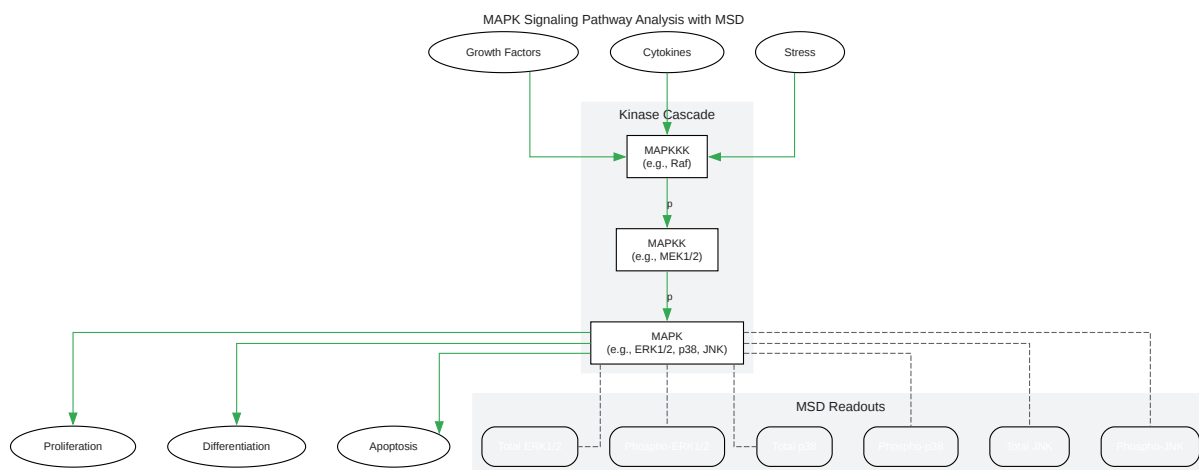 MAPK Signaling Pathway Analysis with MSD
Growth Factors
Cytokines
Stress
Kinase Cascade
MAPKKK
(e.g., Raf)
p
MAPKK
(e.g., MEK1/2)
p
MAPK
(e.g., ERK1/2, p38, JNK)
MSD Readouts
Proliferation
Differentiation
Apoptosis
Total ERK1/2
Phospho-ERK1/2
Total p38
Phospho-p38
Total JNK
Phospho-JNK